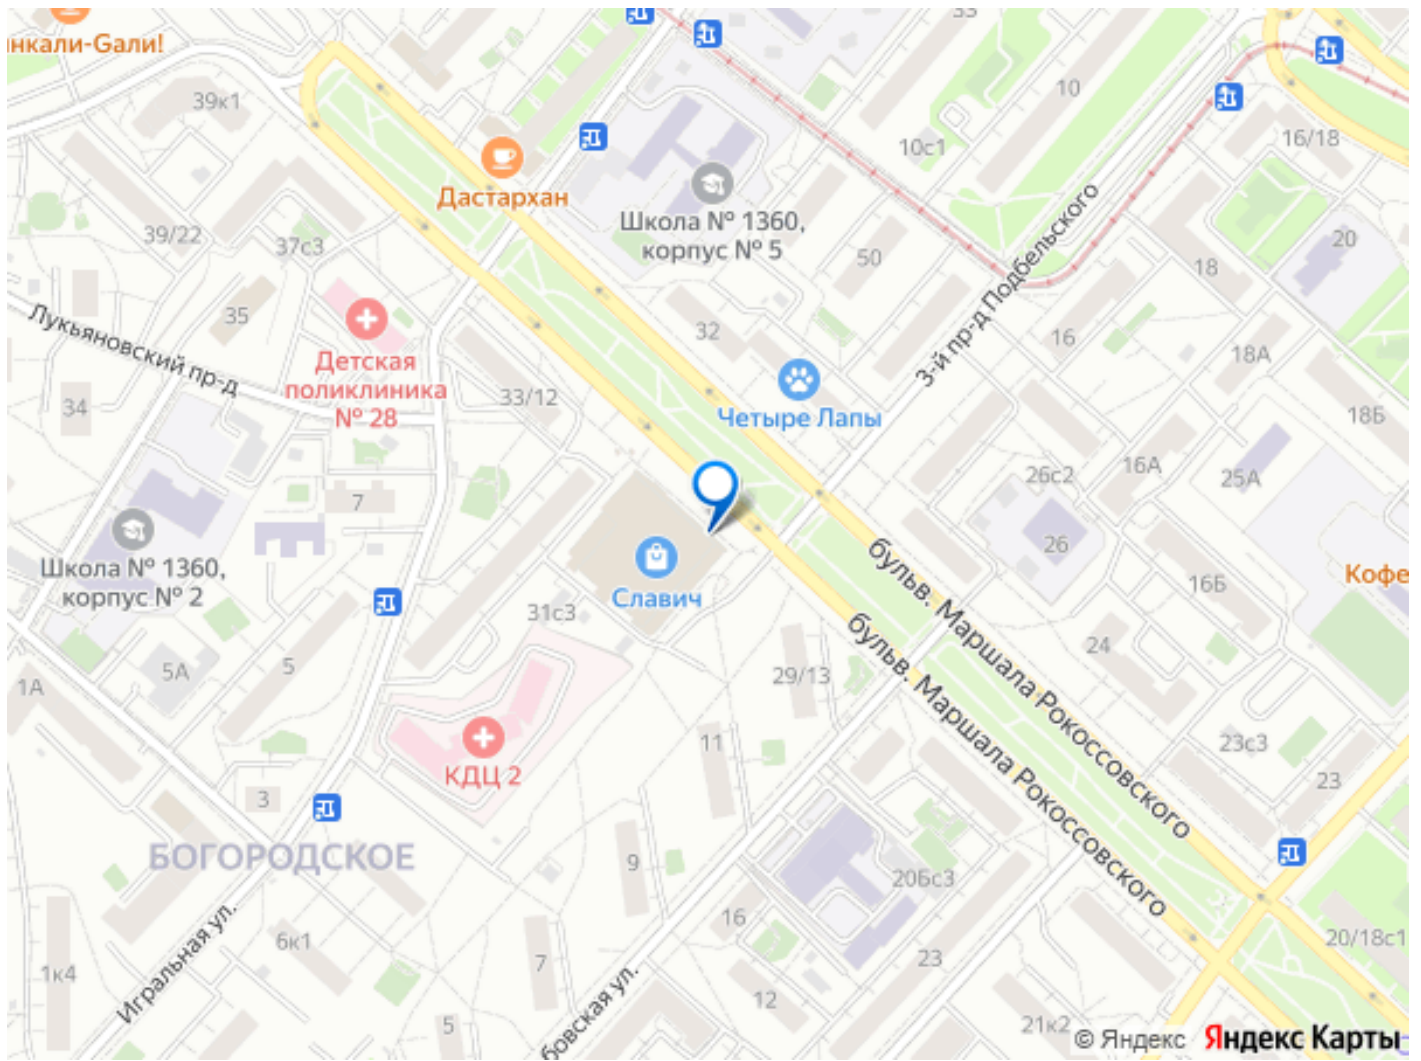 33
нкали-Gали!
39к1
10
16/18
10с1
Дастархан
Школа № 1360,
корпус № 5
39/22
37с3
50
20
18
3-й пр-д Подбельского
35
Лукьяновский пр-д
32
16
18А
Детская
поликлиника
№ 28
33/12
34
Четыре Лапы
18Б
16А
26с2
25А
7
26
Школа № 1360,
корпус № 2
Славич
31с3
бульв. Маршала Рокоссовского
16Б
Кофе
бульв. Маршала Рокоссовского
24
5А
5
1А
29/13
11
23с3
КДЦ 2
23
3
БОГОРОДСКОЕ
9
20Бс3
16
Игральная ул.
6к1
1к4
7
23
20/18с1
12
бовская ул.
5
21к2
© Яндекс Яндекс Карты